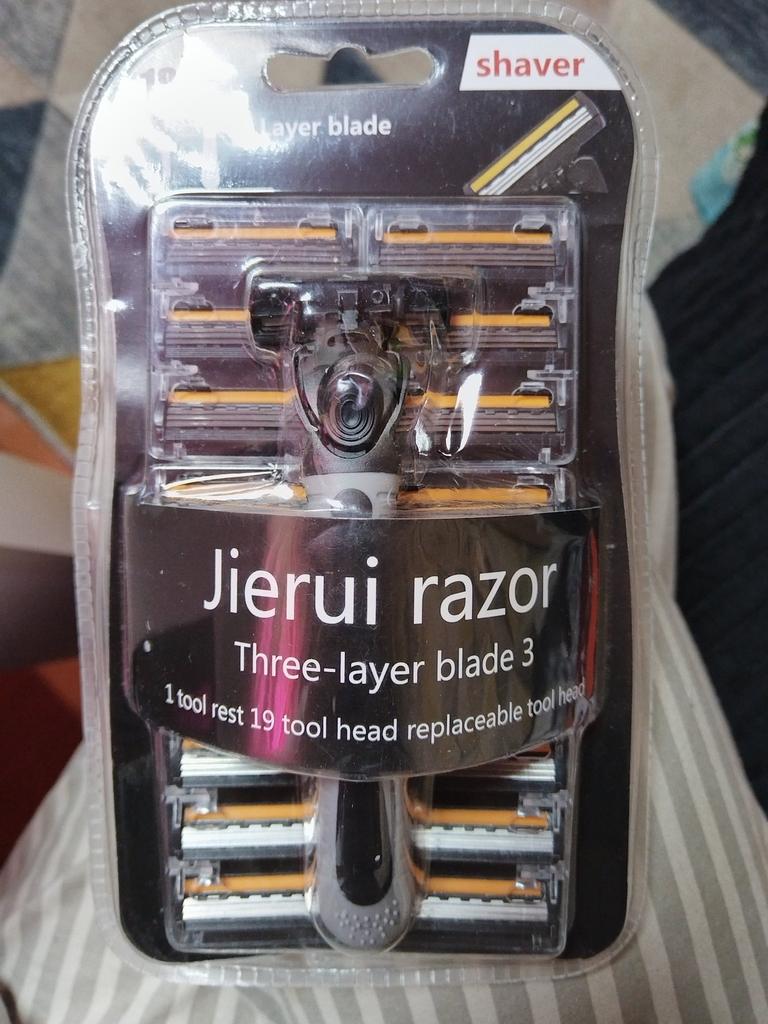 shaver
Layer blade
Jierui razor
Three-layer blade 3
1 tool rest 19 tool head replaceable tool head